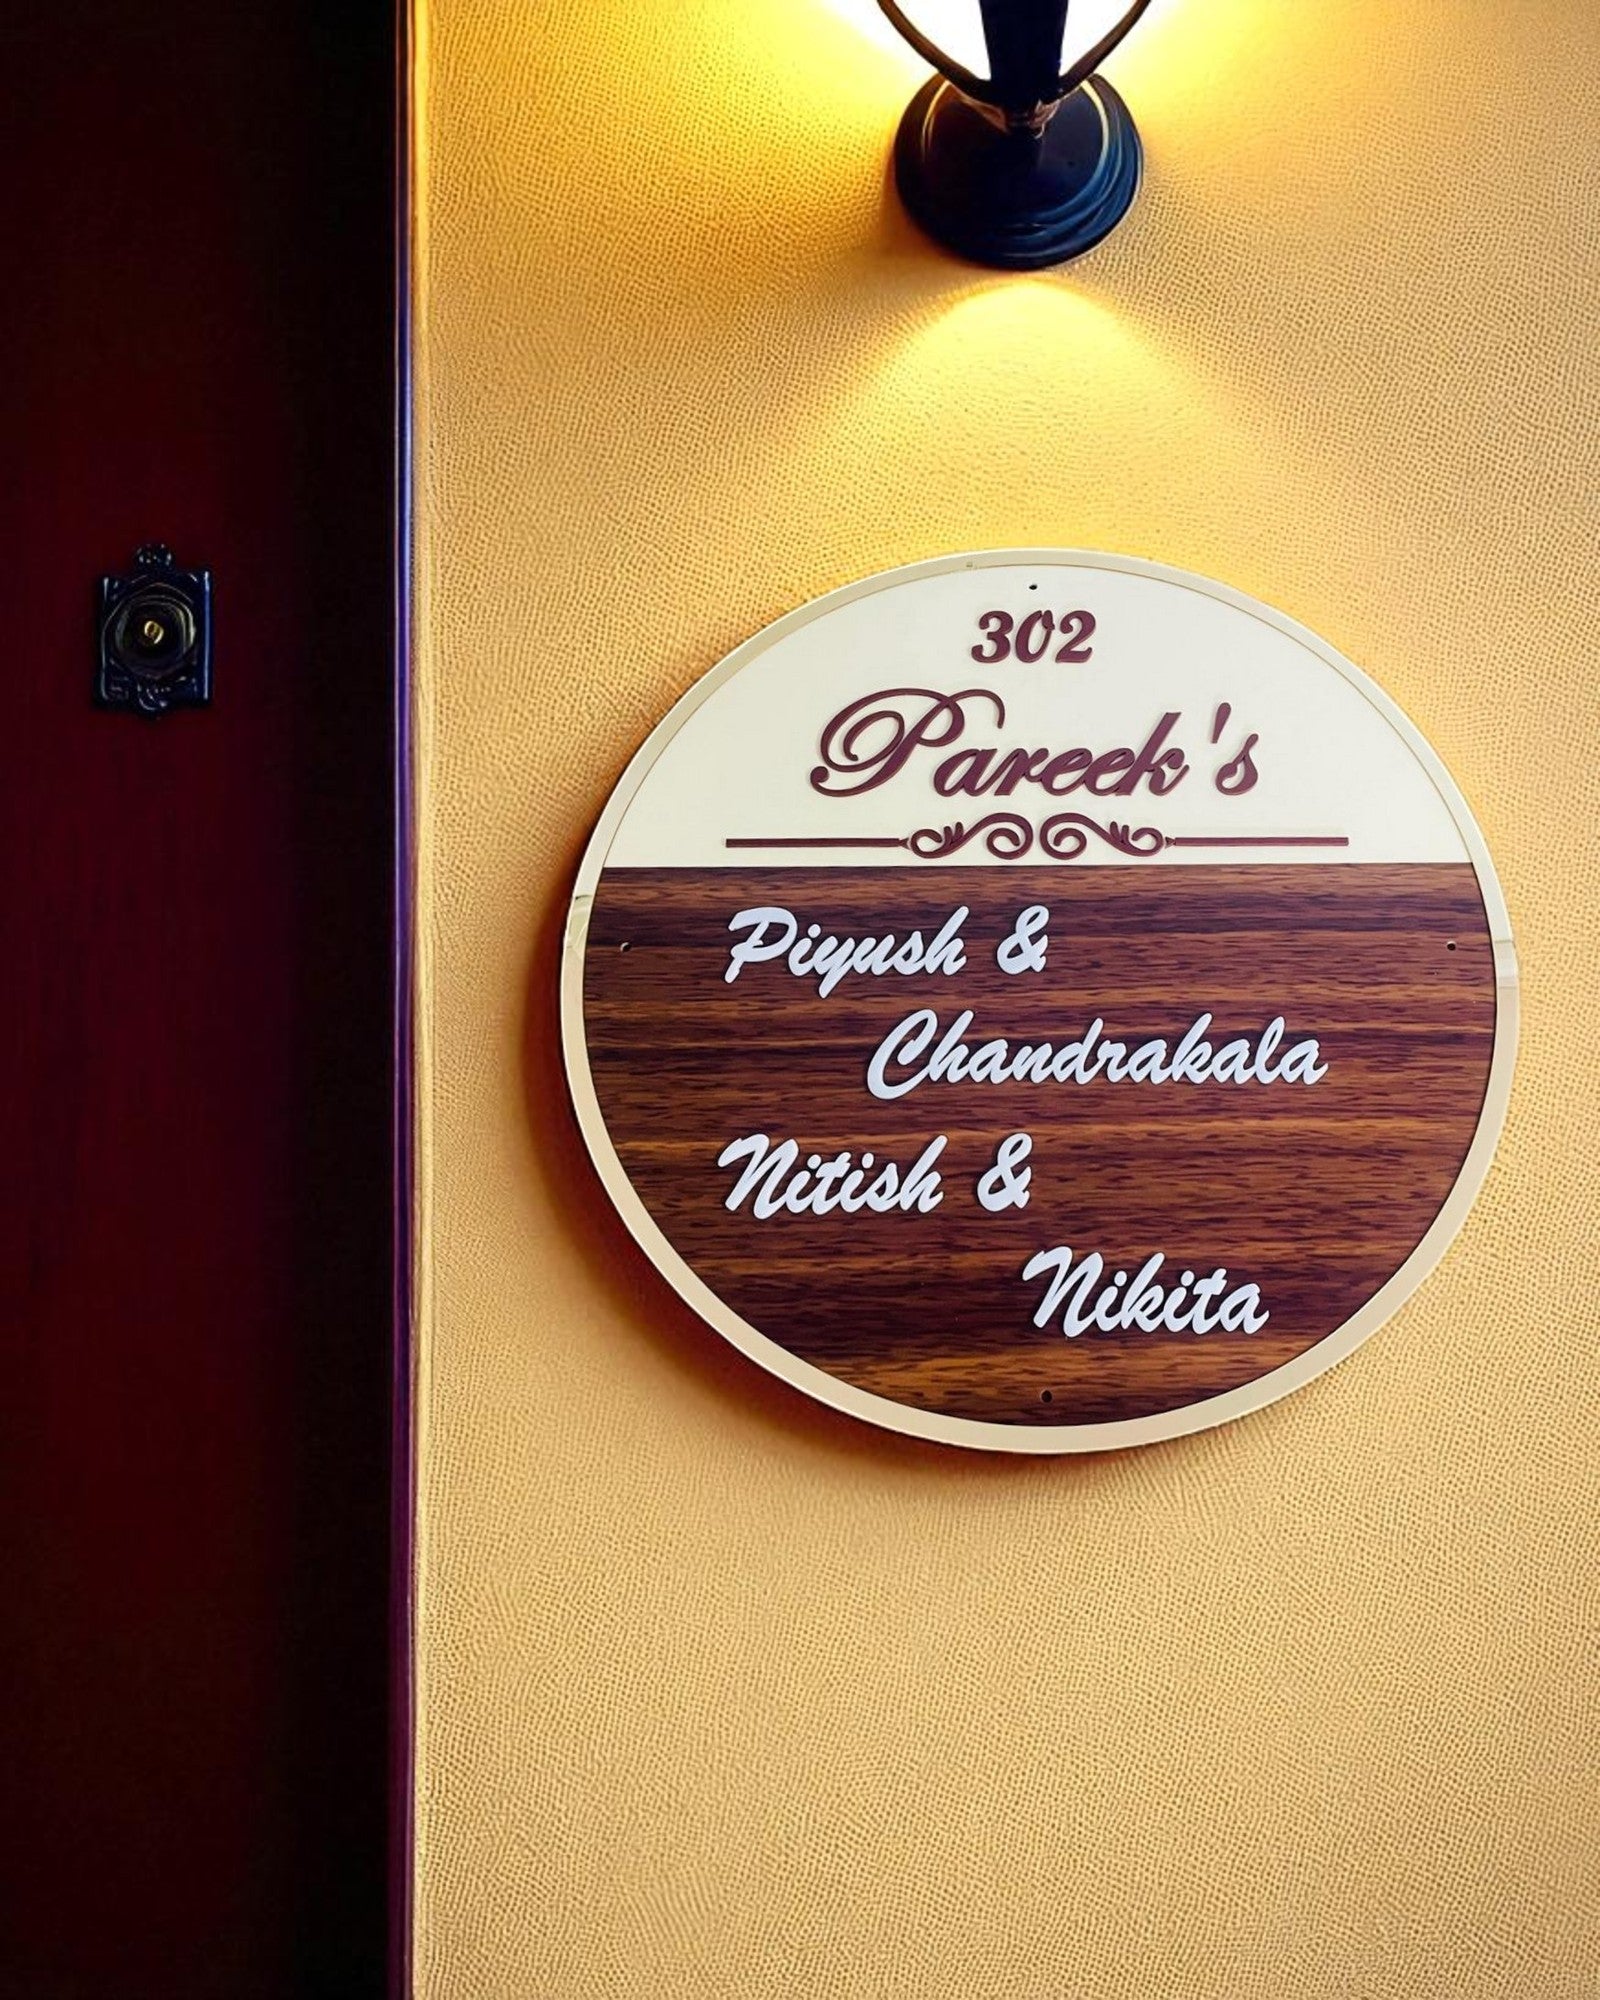 302
Pareek's
Piyush &
Chandrakala
Nitish &
Nikita